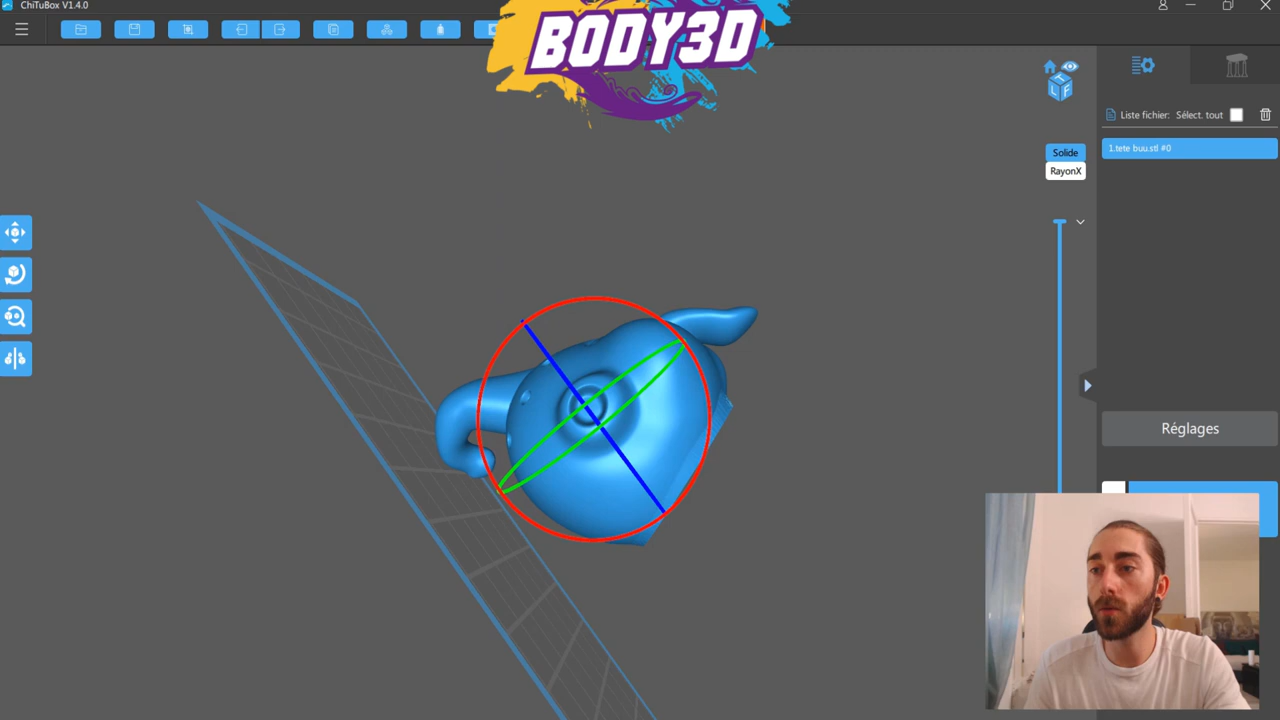 ChiTuBox V1.4.0
BODY3D
T
L F
Liste fichier: Sélect. tout
1.tete buu.stl #0
Solide
RayonX
Réglages